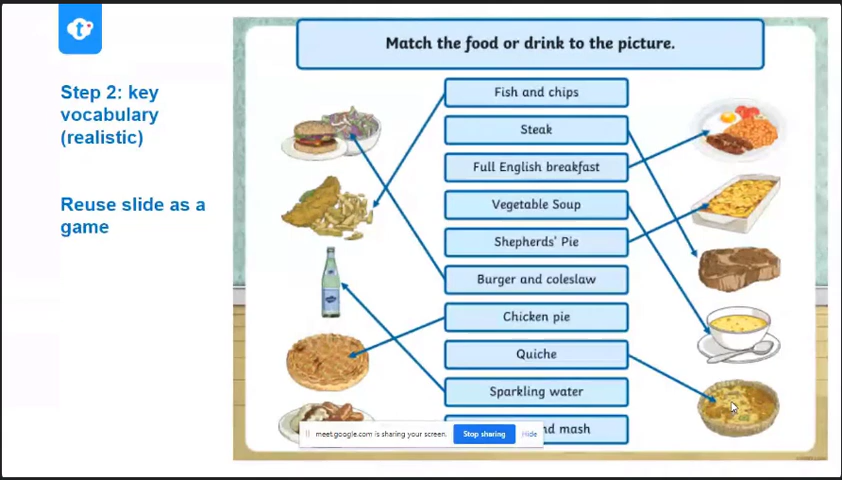 t
Match the food or drink to the picture.
Step 2: key
vocabulary
(realistic)
Reuse slide as a
game
Fish and chips
Steak
Full English breakfast
Vegetable Soup
Shepherds' Pie
Burger and coleslaw
Chicken pie
Quiche
Sparkling water
nd mash
meet.google.com is sharing your screen.
Stop sharing
Hide